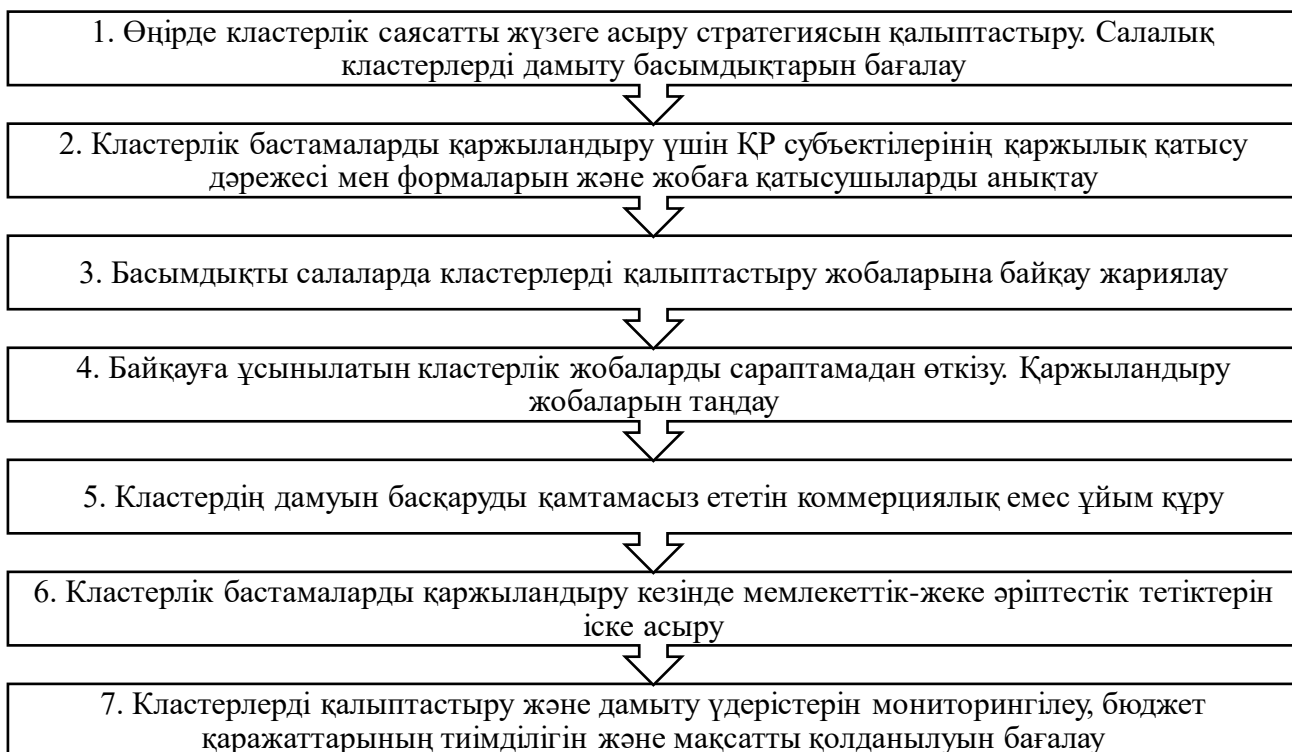 1. Өңірде кластерлік саясатты жүзеге асыру стратегиясын қалыптастыру. Салалық
кластерлерді дамыту басымдықтарын бағалау
2. Кластерлік бастамаларды қаржыландыру үшін ҚР субъектілерінің қаржылық қатысу
дәрежесі мен формаларын және жобаға қатысушыларды анықтау
3. Басымдықты салаларда кластерлерді қалыптастыру жобаларына байқау жариялау
4. Байқауға ұсынылатын кластерлік жобаларды сараптамадан өткізу. Қаржыландыру
жобаларын таңдау
5. Кластердің дамуын басқаруды қамтамасыз ететін коммерциялық емес ұйым құру
6. Кластерлік бастамаларды қаржыландыру кезінде мемлекеттік-жеке әріптестік тетіктерін
іске асыру
7. Кластерлерді қалыптастыру және дамыту үдерістерін мониторингілеу, бюджет
қаражаттарының тиімділігін және мақсатты қолданылуын бағалау